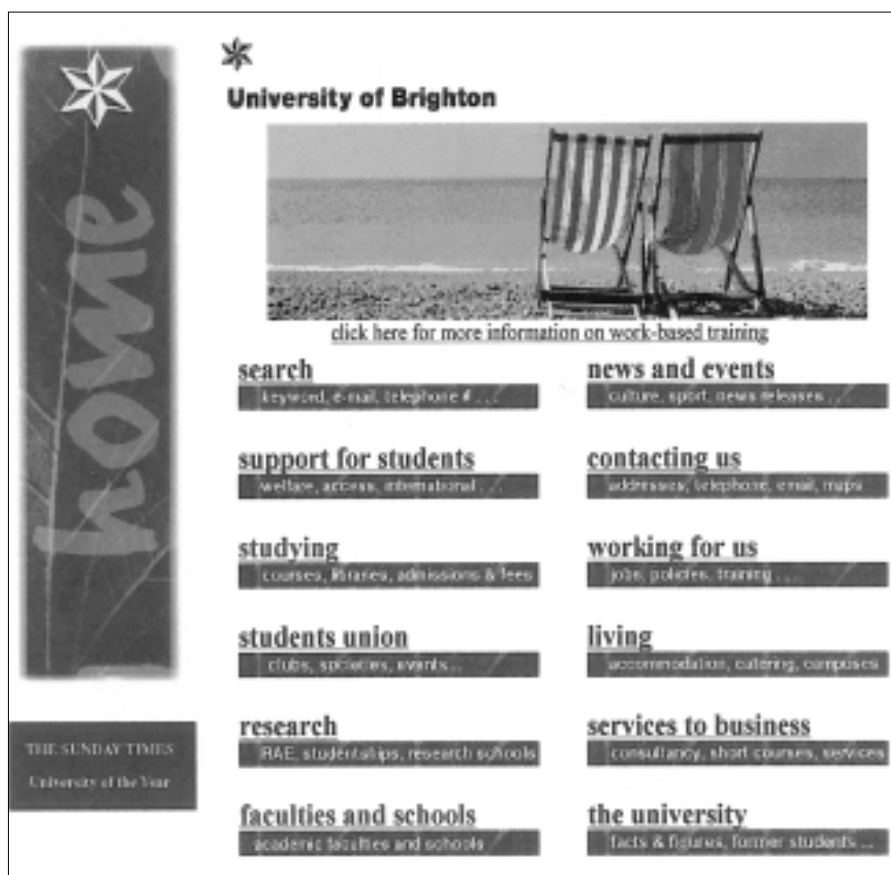 home
THE SUNDAY TIMES
University of the Year
University of Brighton
click here for more information on work-based training
search
keyword, e-mail, telephone # . . .
support for students
welfare, access, international . . .
studying
courses, libraries, admissions & fees
students union
clubs, societies, events...
research
RAE, studentships, research schools
faculties and schools
academic faculties and schools
news and events
culture, sport, news releases . . .
contacting us
addresses, telephone, email, maps
working for us
jobs, policies, training . . .
living
accommodation, catering, campuses
services to business
consultancy, short courses, services
the university
facts & figures, former students ...